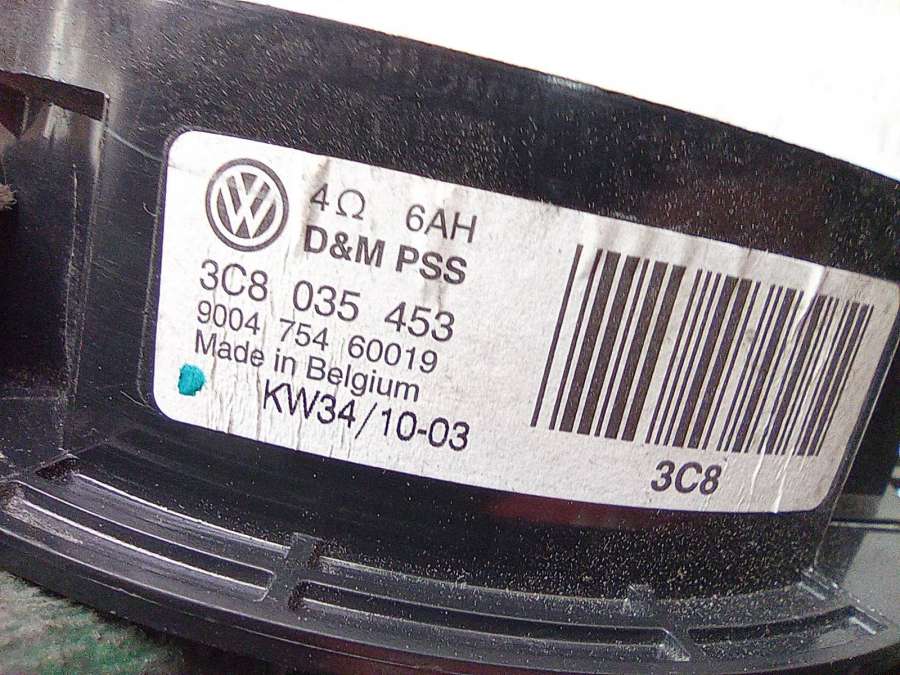 4Ω 6AH
D&M PSS
3C8 035 453
9004 754 60019
Made in Belgium
KW34/10-03
3C8